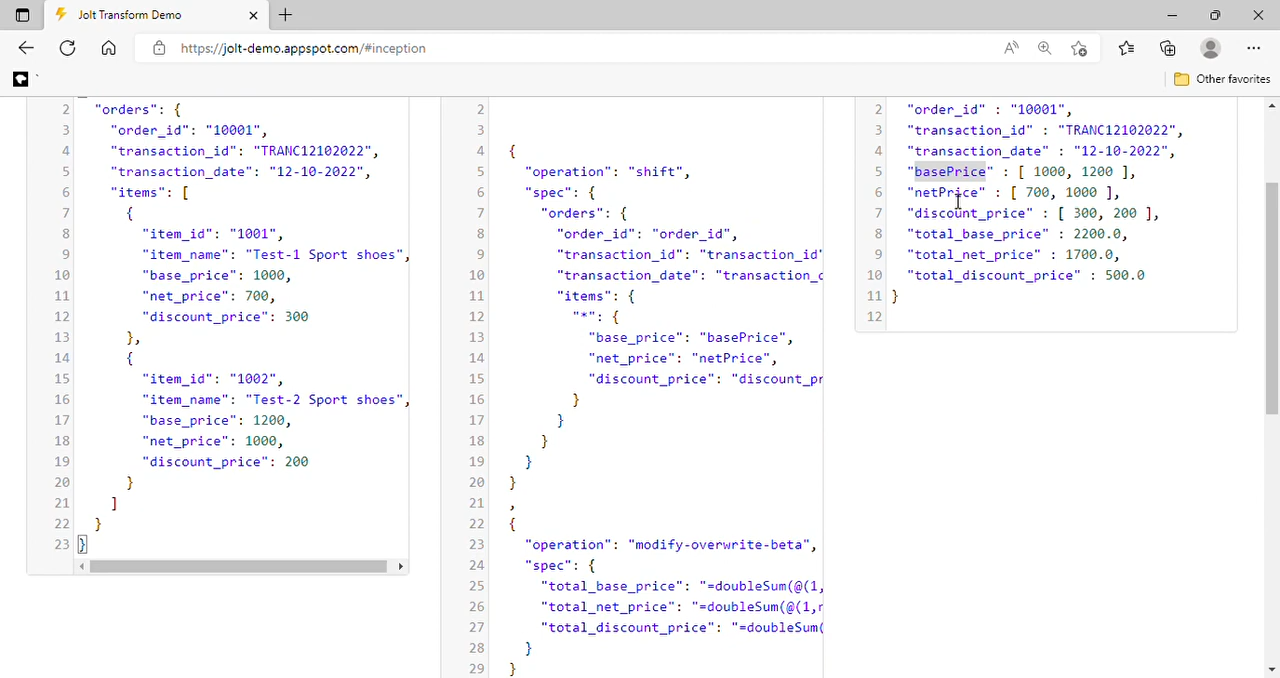 Jolt Transform Demo
https://jolt-demo.appspot.com/#inception
Other favorites
2 "orders": {
3 "order_id": "10001",
4 "transaction_id": "TRANC12102022",
5 "transaction_date": "12-10-2022",
6 "items": [
7 {
8 "item_id": "1001",
9 "item_name": "Test-1 Sport shoes",
10 "base_price": 1000,
11 "net_price": 700,
12 "discount_price": 300
13 },
14 {
15 "item_id": "1002",
16 "item_name": "Test-2 Sport shoes",
17 "base_price": 1200,
18 "net_price": 1000,
19 "discount_price": 200
20 }
21 ]
22 }
23 }
2
3
4 {
5 "operation": "shift",
6 "spec": {
7 "orders": {
8 "order_id": "order_id",
9 "transaction_id": "transaction_id"
10 "transaction_date": "transaction_
11 "items": {
12 "*": {
13 "base_price": "basePrice",
14 "net_price": "netPrice",
15 "discount_price": "discount_pr
16 }
17 }
18 }
19 }
20 }
21 ,
22 {
23 "operation": "modify-overwrite-beta",
24 "spec": {
25 "total_base_price": "=doubleSum(@(1,
26 "total_net_price": "=doubleSum(@(1,
27 "total_discount_price": "=doubleSum(
28 }
29 }
2 "order_id" : "10001",
3 "transaction_id" : "TRANC12102022",
4 "transaction_date" : "12-10-2022",
5 "basePrice" : [ 1000, 1200 ],
6 "netPrice" : [ 700, 1000 ],
7 "discount_price" : [ 300, 200 ],
8 "total_base_price" : 2200.0,
9 "total_net_price" : 1700.0,
10 "total_discount_price" : 500.0
11 }
12